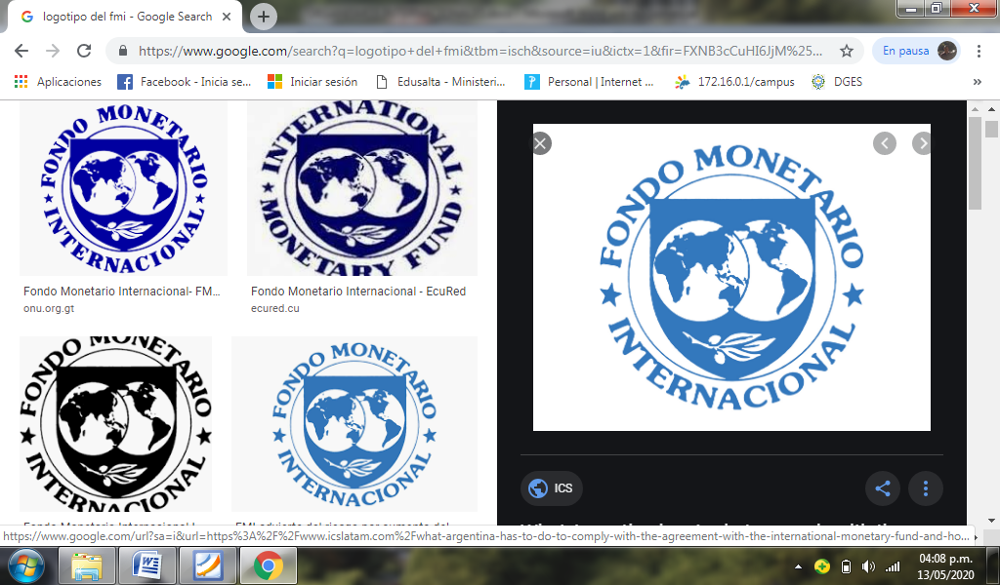 logotipo del fmi - Google Search
https://www.google.com/search?q=logotipo+del+fmi&tbm=isch&source=iu&ictx=1&fir=FXNB3cCuHI6JjM%25...
En pausa
Aplicaciones
Facebook - Inicia se...
Iniciar sesión
Edusalta - Ministeri...
Personal | Internet ...
172.16.0.1/campus
DGES
»
FONDO MONETARIO
INTERNACIONAL
Fondo Monetario Internacional- FM...
onu.org.gt
INTERNATIONAL
MONETARY FUND
Fondo Monetario Internacional - EcuRed
ecured.cu
FONDO MONETARIO
INTERNACIONAL
FONDO MONETARIO
INTERNACIONAL
FONDO MONETARIO
INTERNACIONAL
ICS
https://www.google.com/url?sa=i&url=https%3A%2F%2Fwww.icslatam.com%2Fwhat-argentina-has-to-do-to-comply-with-the-agreement-with-the-international-monetary-fund-and-ho...
04:08 p.m.
13/05/2020